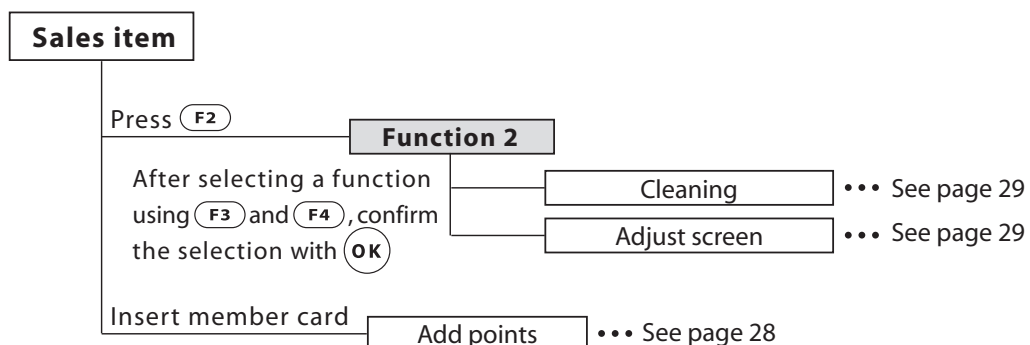 Sales item
Press F2
Function 2
After selecting a function
using F3 and F4, confirm
the selection with OK
Cleaning ••• See page 29
Adjust screen ••• See page 29
Insert member card
Add points ••• See page 28